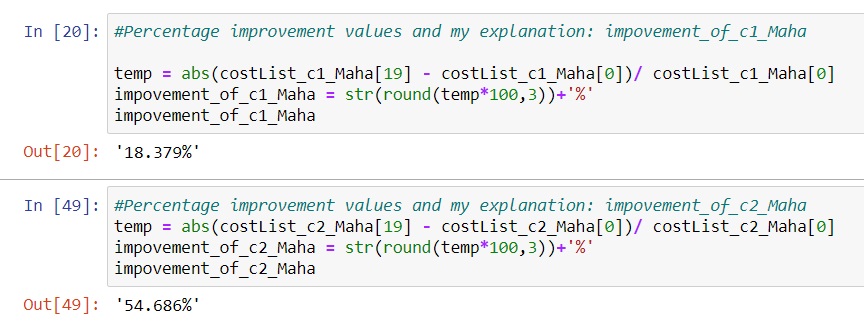 In [20]: #Percentage improvement values and my explanation: impovement_of_c1_Maha
temp = abs(costList_c1_Maha[19] - costList_c1_Maha[0])/ costList_c1_Maha[0]
impovement_of_c1_Maha = str(round(temp*100,3))+'%'
impovement_of_c1_Maha
Out[20]: '18.379%'
In [49]: #Percentage improvement values and my explanation: impovement_of_c2_Maha
temp = abs(costList_c2_Maha[19] - costList_c2_Maha[0])/ costList_c2_Maha[0]
impovement_of_c2_Maha = str(round(temp*100,3))+'%'
impovement_of_c2_Maha
Out[49]: '54.686%'